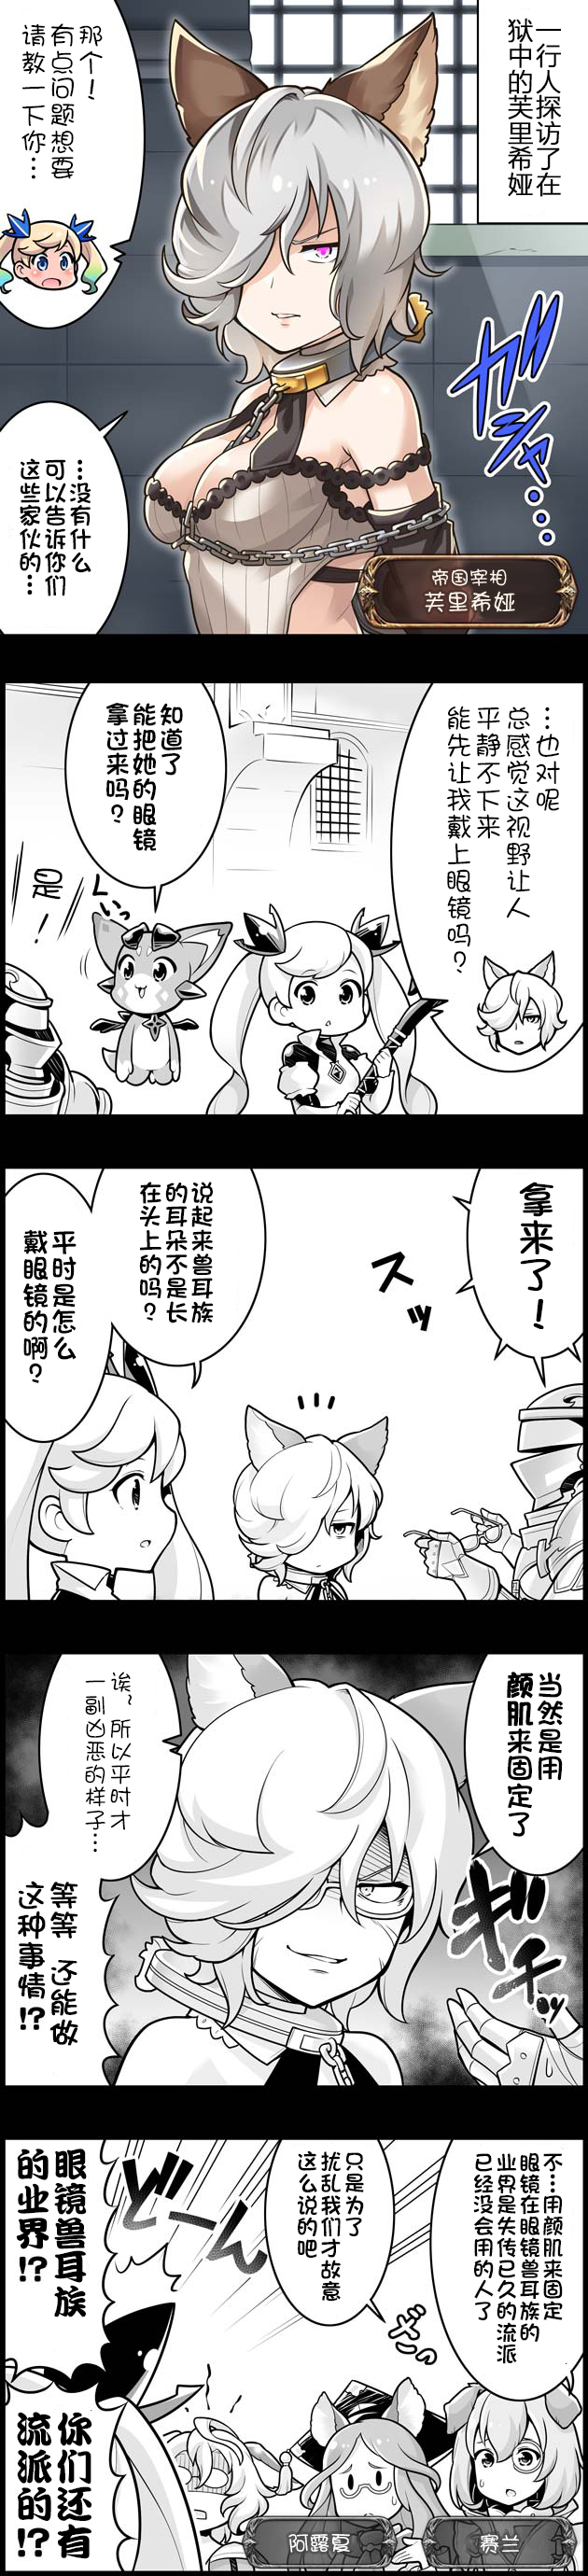 一行人探访了在
狱中的芙里希娅
那个！
有点问题想要
请教一下你…
ガシャ…
…没有什么
可以告诉你们
这些家伙的…
帝国宰相
芙里希娅
…也对呢
总感觉这视野让人
平静不下来
能先让我戴上眼镜吗？
知道了
能把她的眼镜
拿过来吗？
是！
拿来了！
スッ
说起来兽耳族
的耳朵不是长
在头上的吗？
平时是怎么
戴眼镜的啊？
当然是用
颜肌来固定了
ギチィ
诶~所以平时才
一副凶恶的样子…
等等 还能做
这种事情!?
不…用颜肌来固定
眼镜在眼镜兽耳族的
业界是失传已久的流派
已经没会用的人了
只是为了
扰乱我们才故意
这么说的吧
どーん
ざこっ
眼镜兽耳族
的业界!?
你们还有
流派的!?
阿露夏
赛兰